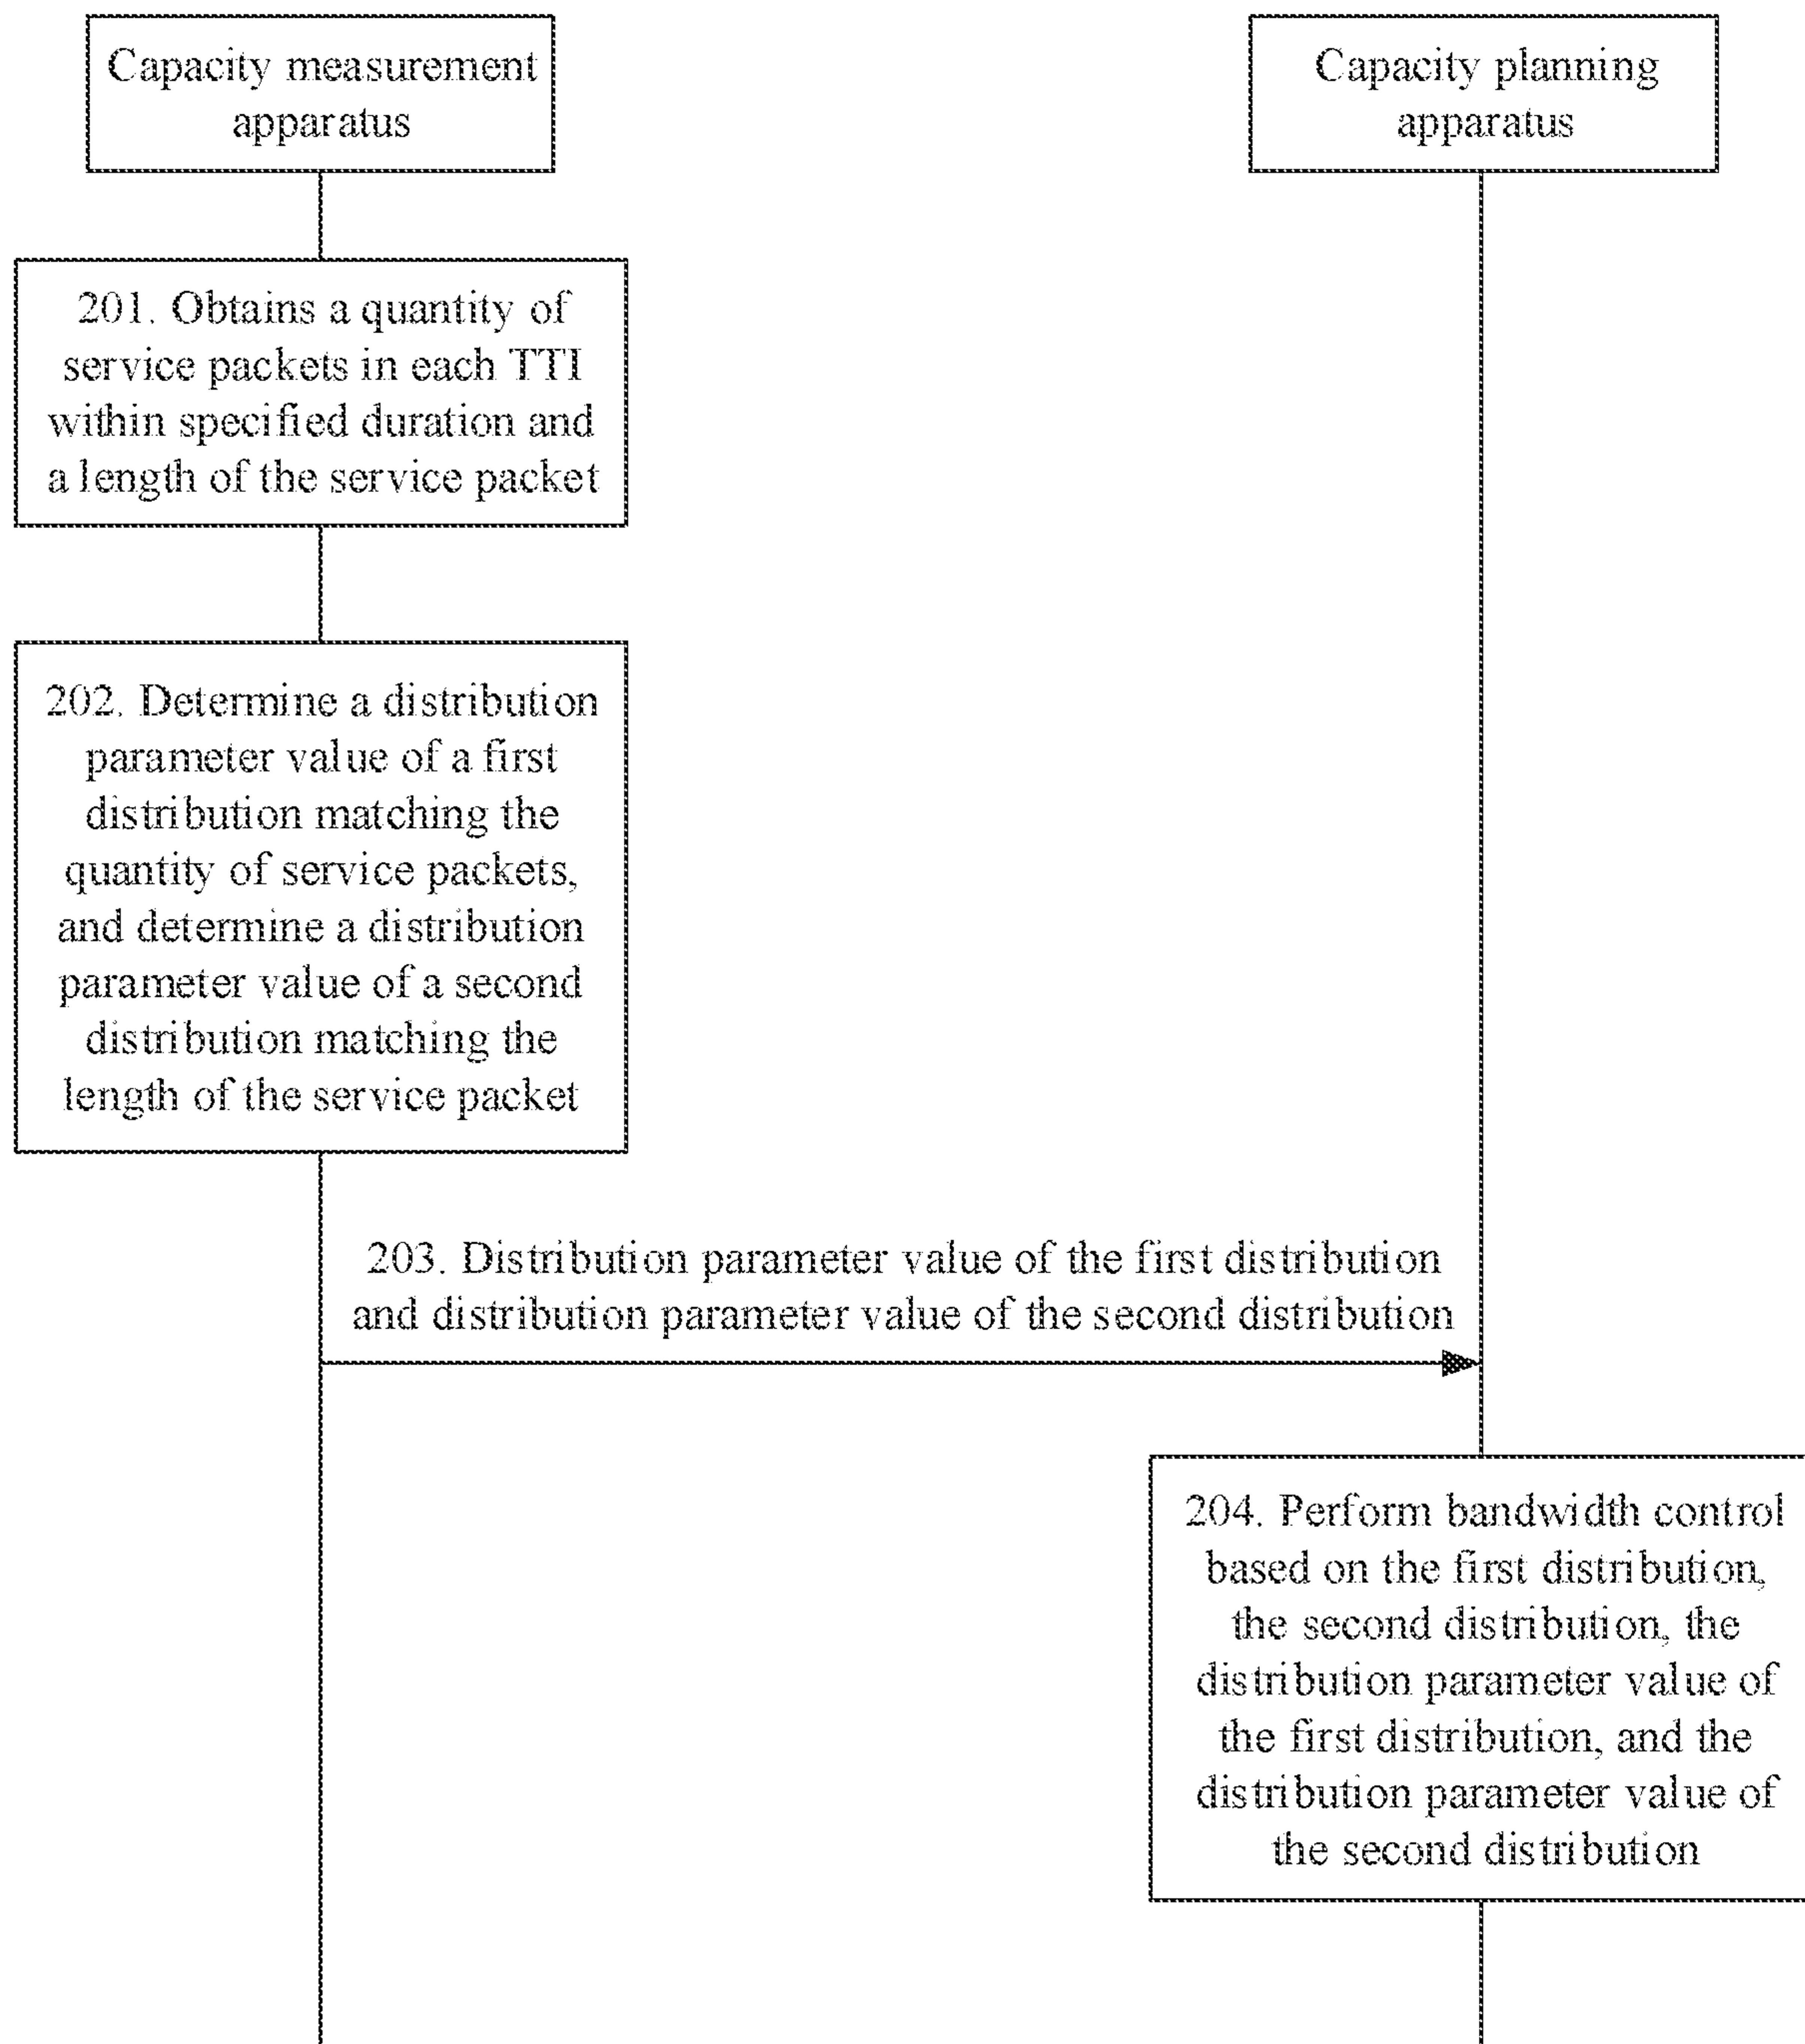 Capacity measurement
apparatus
Capacity planning
apparatus
201. Obtains a quantity of
service packets in each TTI
within specified duration and
a length of the service packet
202. Determine a distribution
parameter value of a first
distribution matching the
quantity of service packets,
and determine a distribution
parameter value of a second
distribution matching the
length of the service packet
203. Distribution parameter value of the first distribution
and distribution parameter value of the second distribution
204. Perform bandwidth control
based on the first distribution,
the second distribution, the
distribution parameter value of
the first distribution, and the
distribution parameter value of
the second distribution